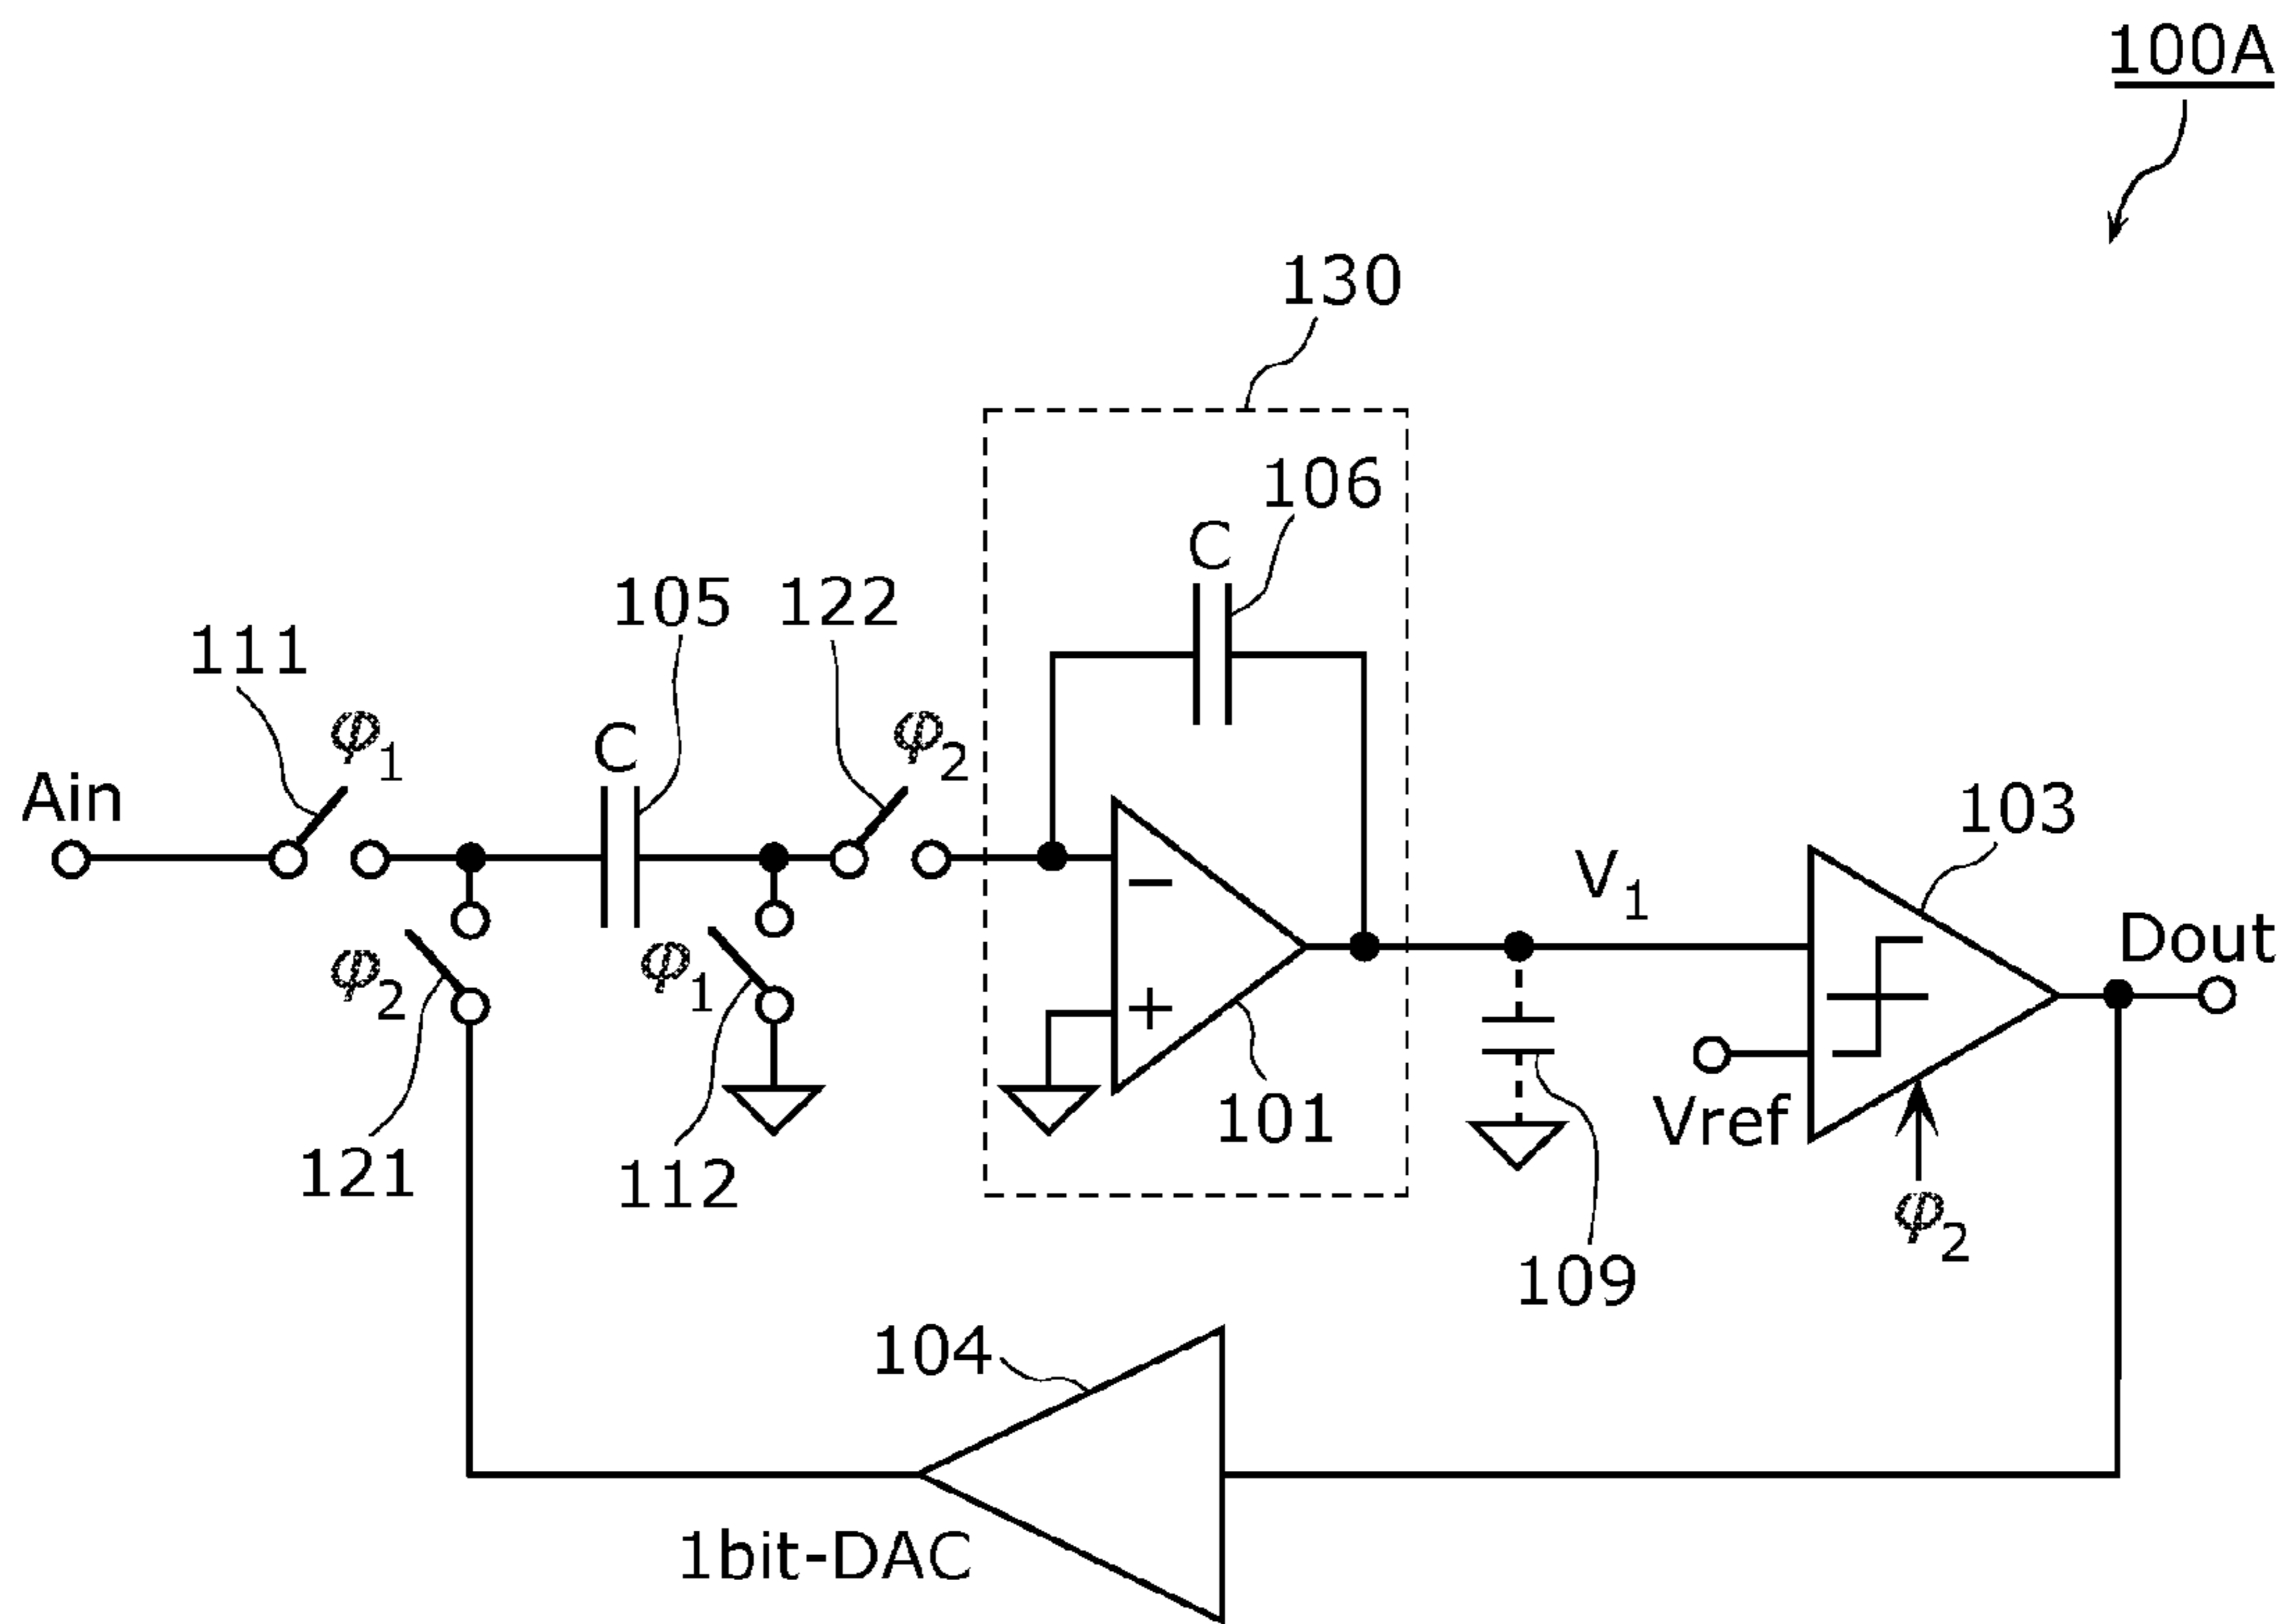 100A
130
106
C
105
122
111
φ1
C
φ2
Ain
103
V1
Dout
φ2
φ1
−
+
Vref
101
121
112
φ2
109
104
1bit-DAC